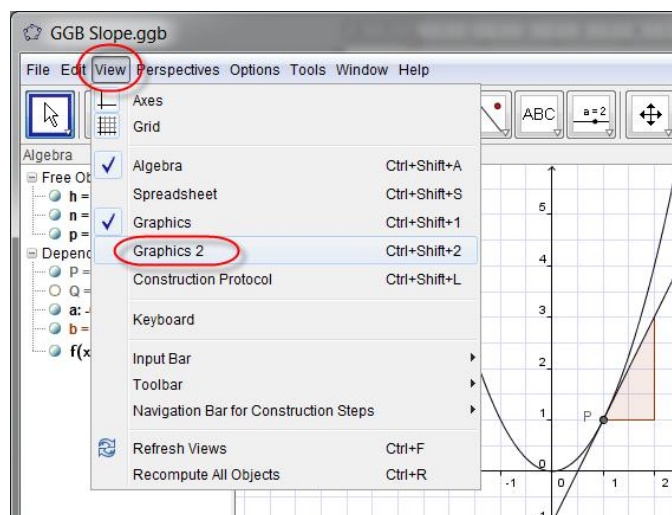 GGB Slope.ggb
File Edit View Perspectives Options Tools Window Help
ABC
a=2
Axes
Grid
Algebra
Algebra Ctrl+Shift+A
Spreadsheet Ctrl+Shift+S
Graphics Ctrl+Shift+1
Graphics 2 Ctrl+Shift+2
Construction Protocol Ctrl+Shift+L
Keyboard
Input Bar
Toolbar
Navigation Bar for Construction Steps
Refresh Views Ctrl+F
Recompute All Objects Ctrl+R
Free Ob
h =
n =
p =
Depend
P =
Q =
a: -
b =
f(x
5
4
3
2
1
P
0
-1 0 1 2
-1